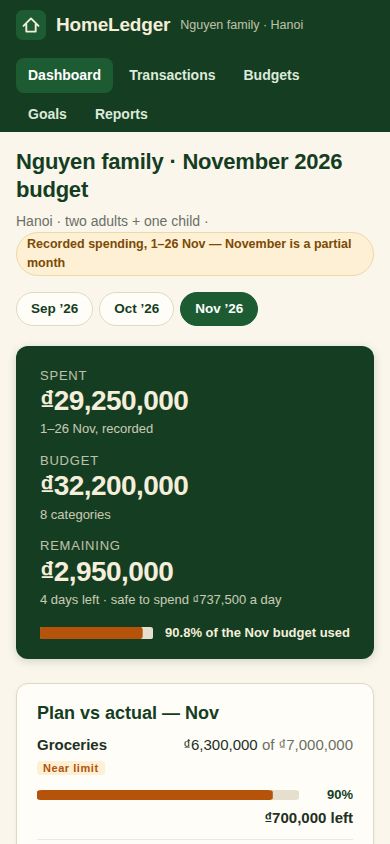 HomeLedger Nguyen family · Hanoi
Dashboard Transactions Budgets
Goals Reports
Nguyen family · November 2026
budget
Hanoi · two adults + one child ·
Recorded spending, 1–26 Nov — November is a partial
month
Sep ’26 Oct ’26 Nov ’26
SPENT
₫29,250,000
1–26 Nov, recorded
BUDGET
₫32,200,000
8 categories
REMAINING
₫2,950,000
4 days left · safe to spend ₫737,500 a day
90.8% of the Nov budget used
Plan vs actual — Nov
Groceries ₫6,300,000 of ₫7,000,000
Near limit
90%
₫700,000 left